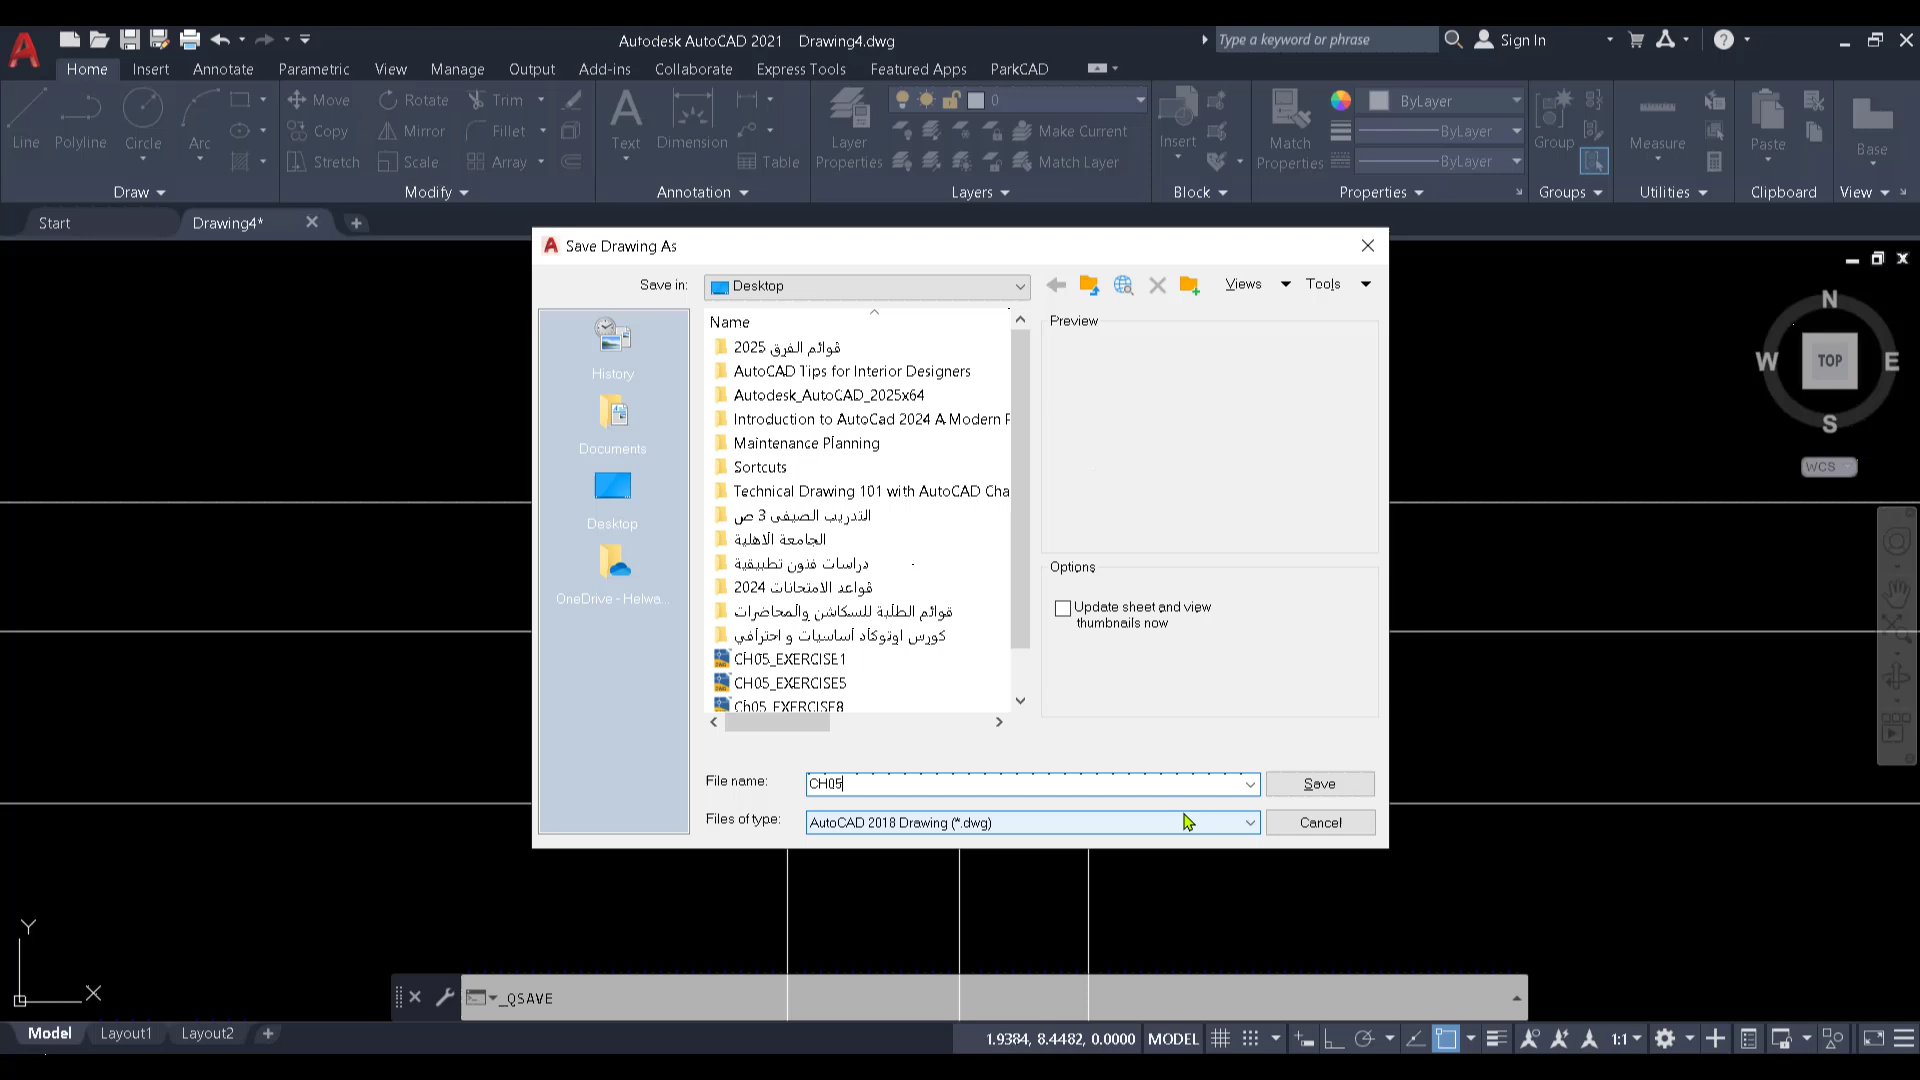 Autodesk AutoCAD 2021 Drawing4.dwg
Type a keyword or phrase
Sign In
Home Insert Annotate Parametric View Manage Output Add-ins Collaborate Express Tools Featured Apps ParkCAD
Line Polyline Circle Arc
Move Rotate Trim
Copy Mirror Fillet
Stretch Scale Array
Text Dimension Table
Layer Properties
0
Make Current
Match Layer
Insert
Match Properties
ByLayer
ByLayer
ByLayer
Group Measure Paste Base
Draw Modify Annotation Layers Block Properties Groups Utilities Clipboard View
Start Drawing4*
Save Drawing As
Save in: Desktop Views Tools
History
Documents
Desktop
OneDrive - Helwa...
Name
قوائم الفرق 2025
AutoCAD Tips for Interior Designers
Autodesk_AutoCAD_2025x64
Introduction to AutoCad 2024 A Modern
Maintenance Planning
Sortcuts
Technical Drawing 101 with AutoCAD Cha
التدريب الصيفى 3 ص
الجامعة الاهلية
دراسات فنون تطبيقية
قواعد الامتحانات 2024
قوائم الطلبة للسكاشن والمحاضرات
كورس اوتوكاد اساسيات و احترافي
CH05_EXERCISE1
CH05_EXERCISE5
Ch05_EXERCISE8
Preview
Options
Update sheet and view
thumbnails now
File name: CH05 Save
Files of type: AutoCAD 2018 Drawing (*.dwg) Cancel
N
W TOP E
S
WCS
Y
X
_QSAVE
Model Layout1 Layout2
1.9384, 8.4482, 0.0000 MODEL 1:1